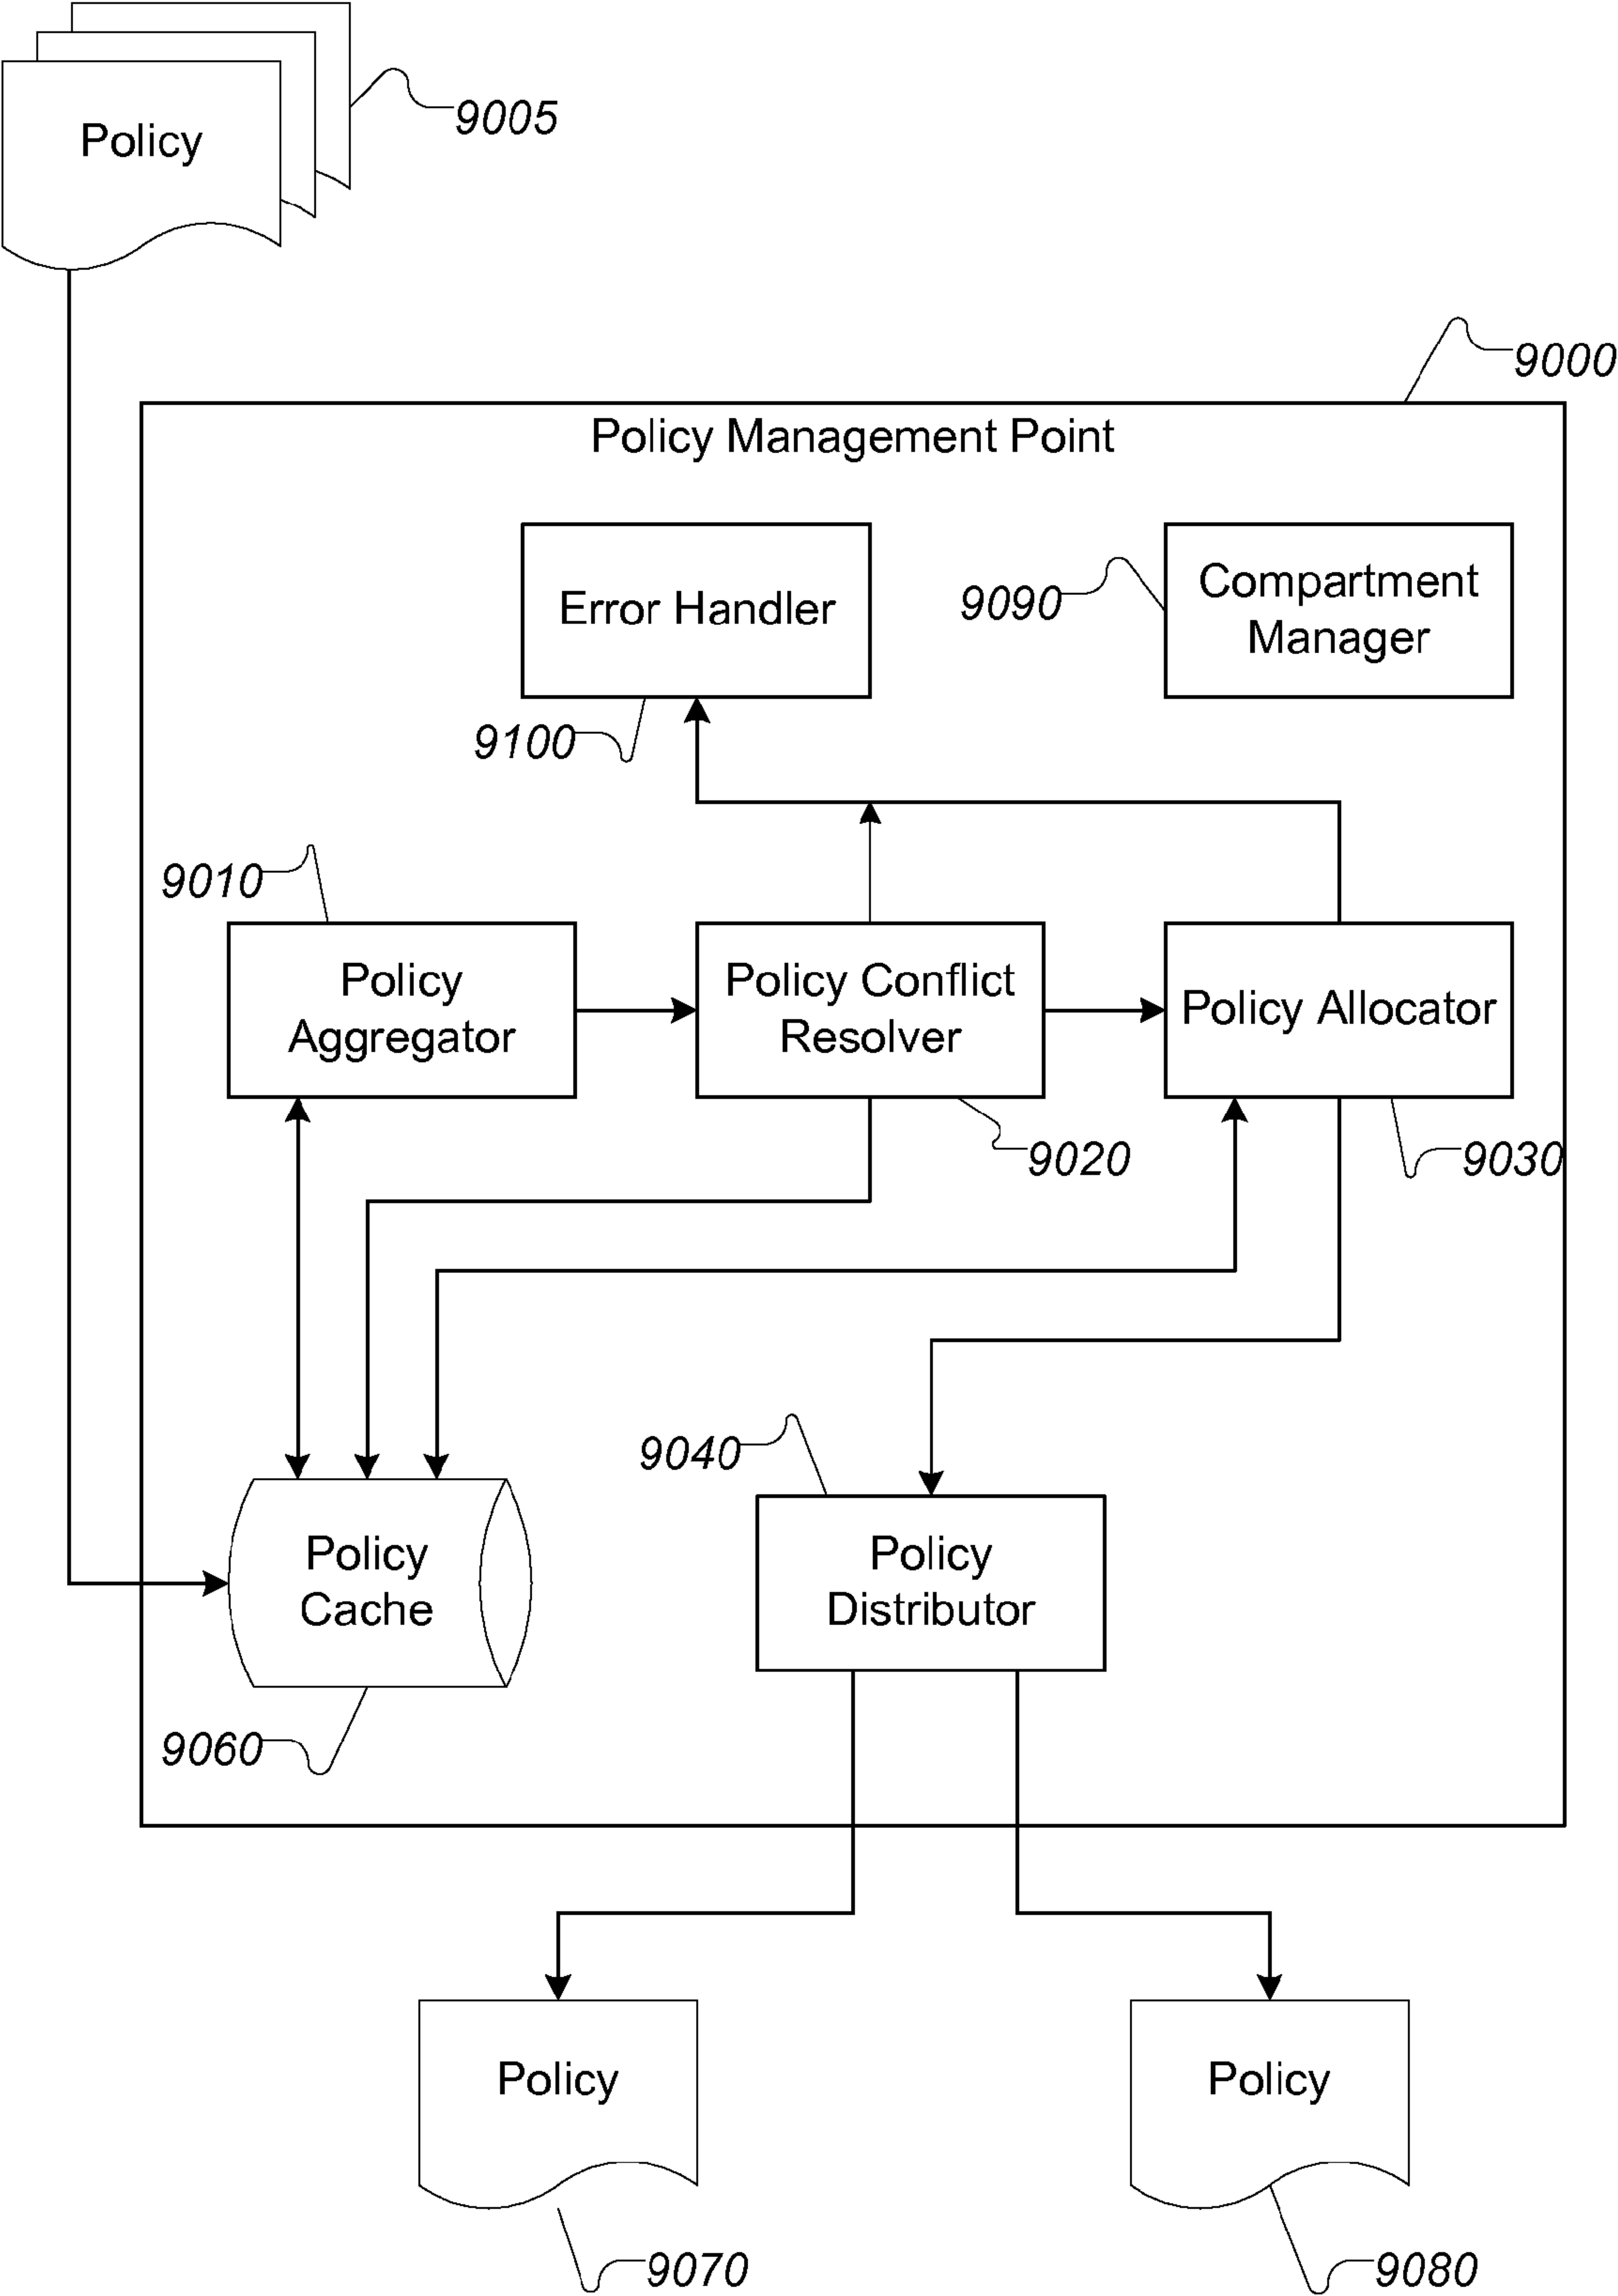 Policy
9005
9000
Policy Management Point
Error Handler
9090
Compartment
Manager
9100
9010
Policy
Aggregator
Policy Conflict
Resolver
Policy Allocator
9020
9030
9040
Policy
Cache
Policy
Distributor
9060
Policy
Policy
9070
9080